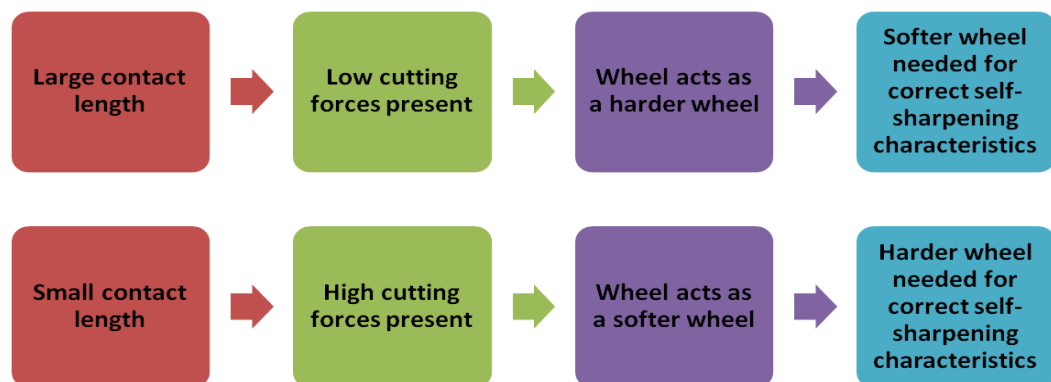 Large contact
length
Low cutting
forces present
Wheel acts as
a harder wheel
Softer wheel
needed for
correct self-
sharpening
characteristics
Small contact
length
High cutting
forces present
Wheel acts as
a softer wheel
Harder wheel
needed for
correct self-
sharpening
characteristics